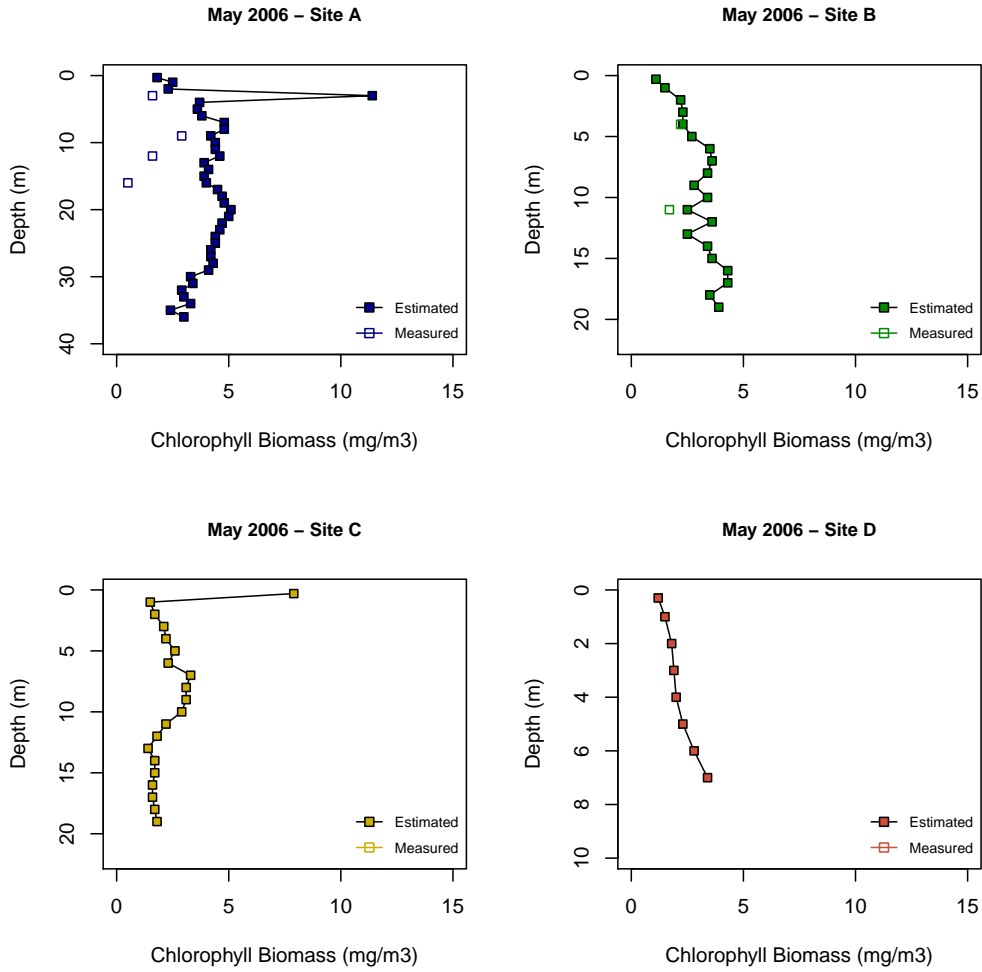 May 2006 – Site A
0
10
20
30
40
Depth (m)
Estimated
Measured
0 5 10 15
Chlorophyll Biomass (mg/m3)
May 2006 – Site B
0
5
10
15
20
Depth (m)
Estimated
Measured
0 5 10 15
Chlorophyll Biomass (mg/m3)
May 2006 – Site C
0
5
10
15
20
Depth (m)
Estimated
Measured
0 5 10 15
Chlorophyll Biomass (mg/m3)
May 2006 – Site D
0
2
4
6
8
10
Depth (m)
Estimated
Measured
0 5 10 15
Chlorophyll Biomass (mg/m3)